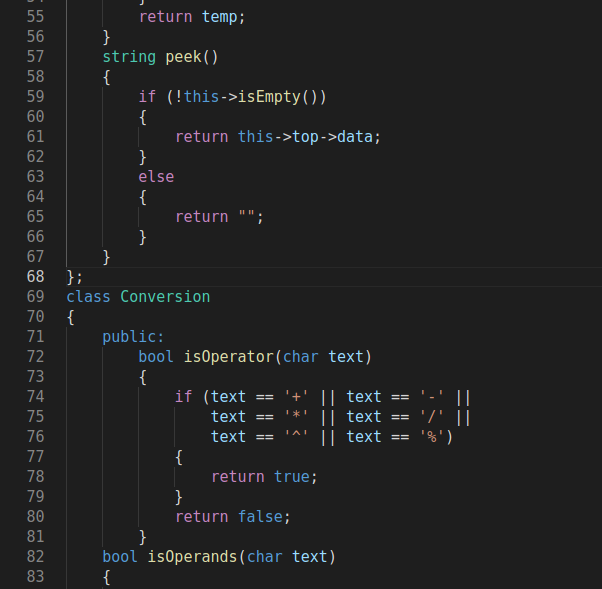 55 return temp;
56 }
57 string peek()
58 {
59 if (!this->isEmpty())
60 {
61 return this->top->data;
62 }
63 else
64 {
65 return "";
66 }
67 }
68 };
69 class Conversion
70 {
71 public:
72 bool isOperator(char text)
73 {
74 if (text == '+' || text == '-' ||
75 text == '*' || text == '/' ||
76 text == '^' || text == '%')
77 {
78 return true;
79 }
80 return false;
81 }
82 bool isOperands(char text)
83 {